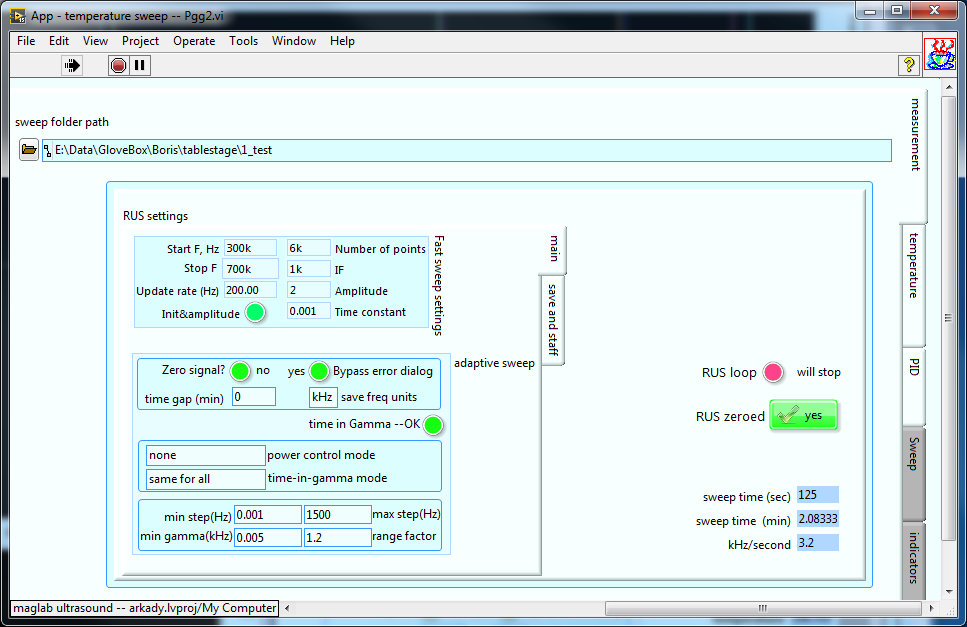 App - temperature sweep -- Pgg2.vi
File Edit View Project Operate Tools Window Help
?
measurement
sweep folder path
E:\Data\GloveBox\Boris\tablestage\1_test
RUS settings
Start F, Hz 300k 6k Number of points
Stop F 700k 1k IF
Update rate (Hz) 200.00 2 Amplitude
Init&amplitude 0.001 Time constant
Fast sweep settings
main
save and staff
temperature
adaptive sweep
PID
Zero signal? no yes Bypass error dialog
time gap (min) 0 kHz save freq units
time in Gamma --OK
RUS loop will stop
RUS zeroed yes
none power control mode
same for all time-in-gamma mode
Sweep
min step(Hz) 0.001 1500 max step(Hz)
min gamma(kHz) 0.005 1.2 range factor
sweep time (sec) 125
sweep time (min) 2.08333
kHz/second 3.2
indicators
maglab ultrasound -- arkady.lvproj/My Computer